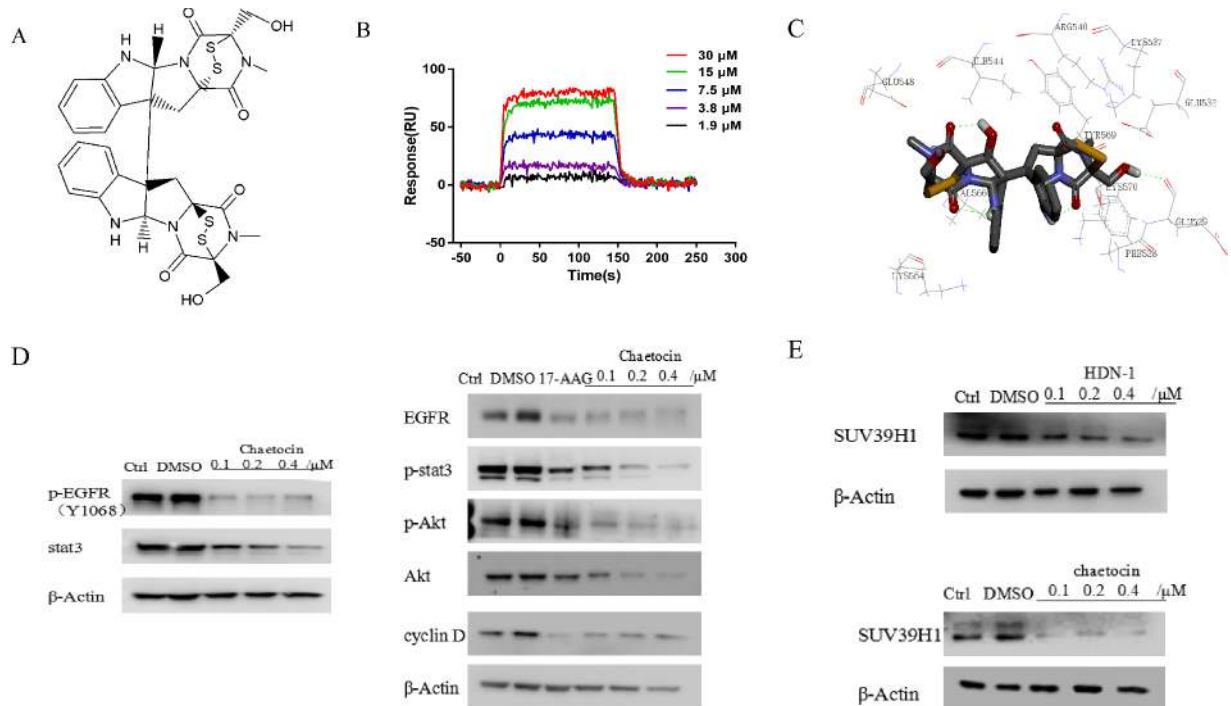 A
H
H
N
N
O
OH
S
S
N
O
N
S
S
N
N
H
H
O
O
HO
B
100
50
0
-50
Response(RU)
-50 0 50 100 150 200 250 300
Time(s)
30 μM
15 μM
7.5 μM
3.8 μM
1.9 μM
C
ARG540
LYS537
GLU548
ILE544
GLU532
TYR569
AL566
LYS570
PHE528
D
Chaetocin
Ctrl DMSO 0.1 0.2 0.4 /μM
p-EGFR
(Y1068)
stat3
β-Actin
Chaetocin
Ctrl DMSO 17-AAG 0.1 0.2 0.4 /μM
EGFR
p-stat3
p-Akt
Akt
cyclin D
β-Actin
E
HDN-1
Ctrl DMSO 0.1 0.2 0.4 /μM
SUV39H1
β-Actin
chaetocin
Ctrl DMSO 0.1 0.2 0.4 /μM
SUV39H1
β-Actin